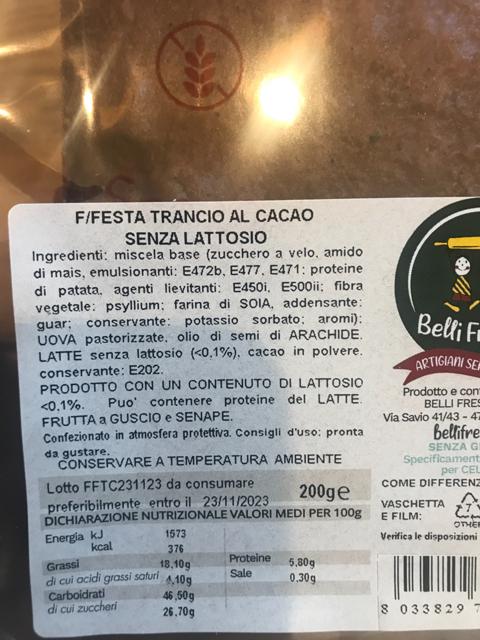 F/FESTA TRANCIO AL CACAO
SENZA LATTOSIO
Ingredienti: miscela base (zucchero a velo, amido
di mais, emulsionanti: E472b, E477, E471; proteine
di patata, agenti lievitanti: E450i, E500ii; fibra
vegetale: psyllium; farina di SOIA, addensante:
guar; conservante: potassio sorbato; aromi);
UOVA pastorizzate, olio di semi di ARACHIDE.
LATTE senza lattosio (<0,1%), cacao in polvere.
conservante: E202.
PRODOTTO CON UN CONTENUTO DI LATTOSIO
<0,1%. Puo' contenere proteine del LATTE.
FRUTTA a GUSCIO e SENAPE.
Confezionato in atmosfera protettiva. Consigli d'uso: pronta
da gustare.
CONSERVARE A TEMPERATURA AMBIENTE
Lotto FFTC231123 da consumare
preferibilmente entro il 23/11/2023
200g e
DICHIARAZIONE NUTRIZIONALE VALORI MEDI PER 100g
Energia kJ 1573
kcal 376
Grassi 18,10g
di cui acidi grassi saturi 4,10g
Carboidrati 46,50g
di cui zuccheri 26,70g
Proteine 5,80g
Sale 0,30g
Belli
ARTIGIANI
Prodotto e
BELLI
Via Savio 41/43 - 47
bellifre
SENZA
per
COME
VASCHETTA
E FILM:
7
Verifica le disposizioni
8 033829